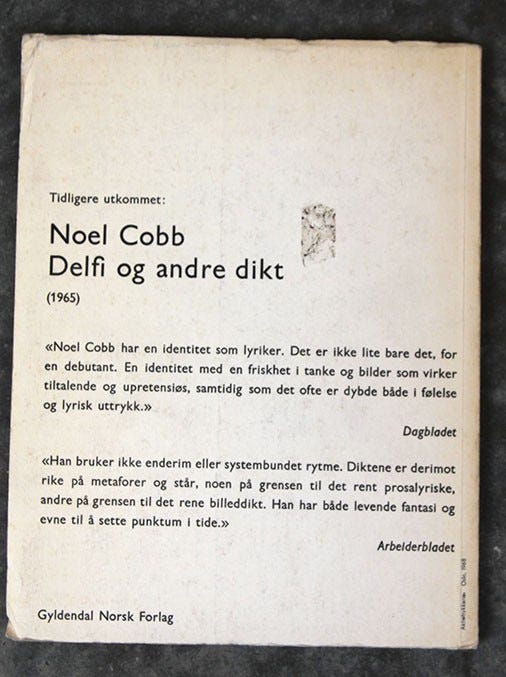 Tidligere utkommet:
Noel Cobb
Delfi og andre dikt
(1965)
«Noel Cobb har en identitet som lyriker. Det er ikke lite bare det, for
en debutant. En identitet med en friskhet i tanke og bilder som virker
tiltalende og upretensiøs, samtidig som det ofte er dybde både i følelse
og lyrisk uttrykk.»
Dagbladet
«Han bruker ikke enderim eller systembundet rytme. Diktene er derimot
rike på metaforer og står, noen på grensen til det rent prosalyriske,
andre på grensen til det rene billeddikt. Han har både levende fantasi og
evne til å sette punktum i tide.»
Arbeiderbladet
Gyldendal Norsk Forlag
Oslo, 1968